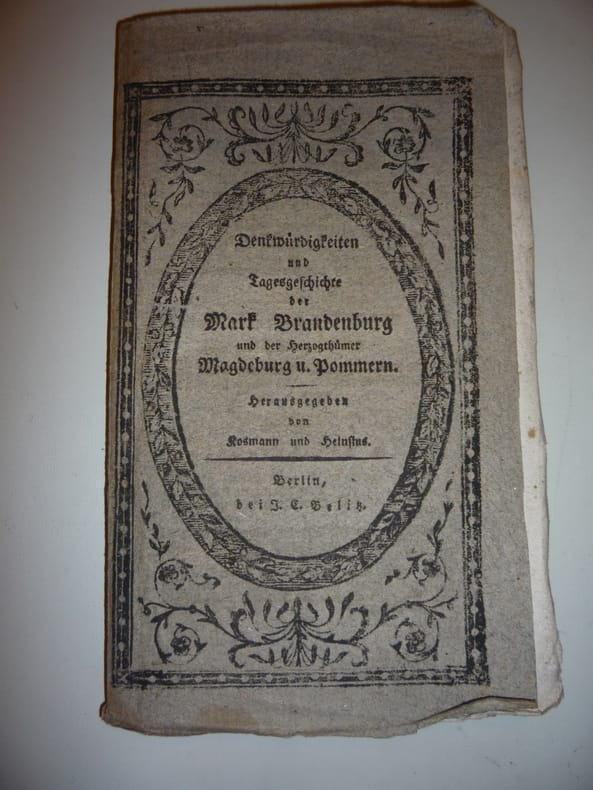 Denkwürdigkeiten
und
Tagesgeschichte
der
Mark Brandenburg
und der Herzogthümer
Magdeburg u. Pommern.
Herausgegeben
von
Kosmann und Heinsius.
Berlin,
bei J. C. Belitz.